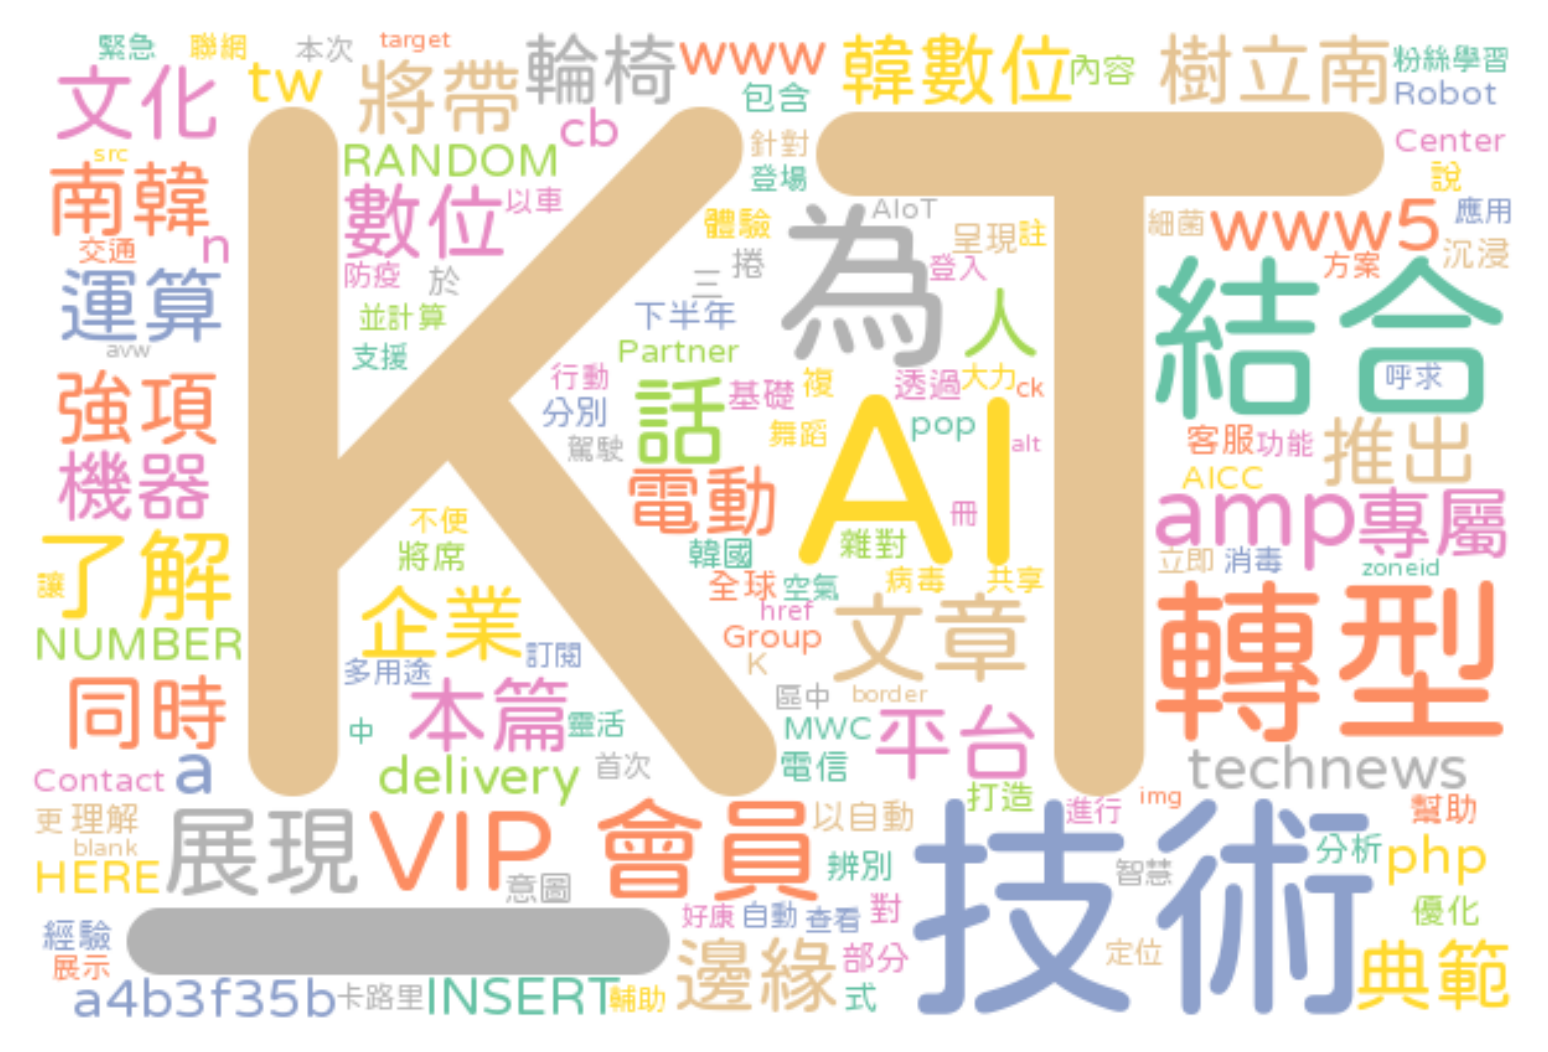 緊急 聯網 本次 target 輪椅 www 韓數位 內容 樹立南 粉絲學習
文化 tw 將帶 cb 包含 Robot
src RANDOM 針對 Center
南韓 數位 以車 登場 說
交通 n 體驗 AIoT 呈現 註 細菌 www5 應用
防疫 於 三 捲 為 登入 方案 沉浸
運算 並計算 下半年 人 結合
avw 支援 Partner
強項 行動 基礎 複 透過 大力 ck 呼求
KT
分別 話 舞蹈 pop 客服 功能 推出
機器 駕駛 AI alt AICC
不便 電動 冊 amp 專屬
了解 將席 韓國 雜對 立即 消毒 zoneid
讓 企業 全球 空氣 病毒 共享 轉型
NUMBER href
訂閱 Group 文章
多用途 K
同時 本篇 靈活 區中 border
中 MWC 平台
Contact a delivery 首次 電信 technews
打造 進行 img
更 理解 展現 VIP 會員 以自動 技術 幫助
blank 辨別 智慧 分析 php
HERE 意圖
經驗 _ 好康 自動 查看 對 優化
展示 邊緣 部分 定位 典範
a4b3f35b 卡路里 INSERT 輔助 式